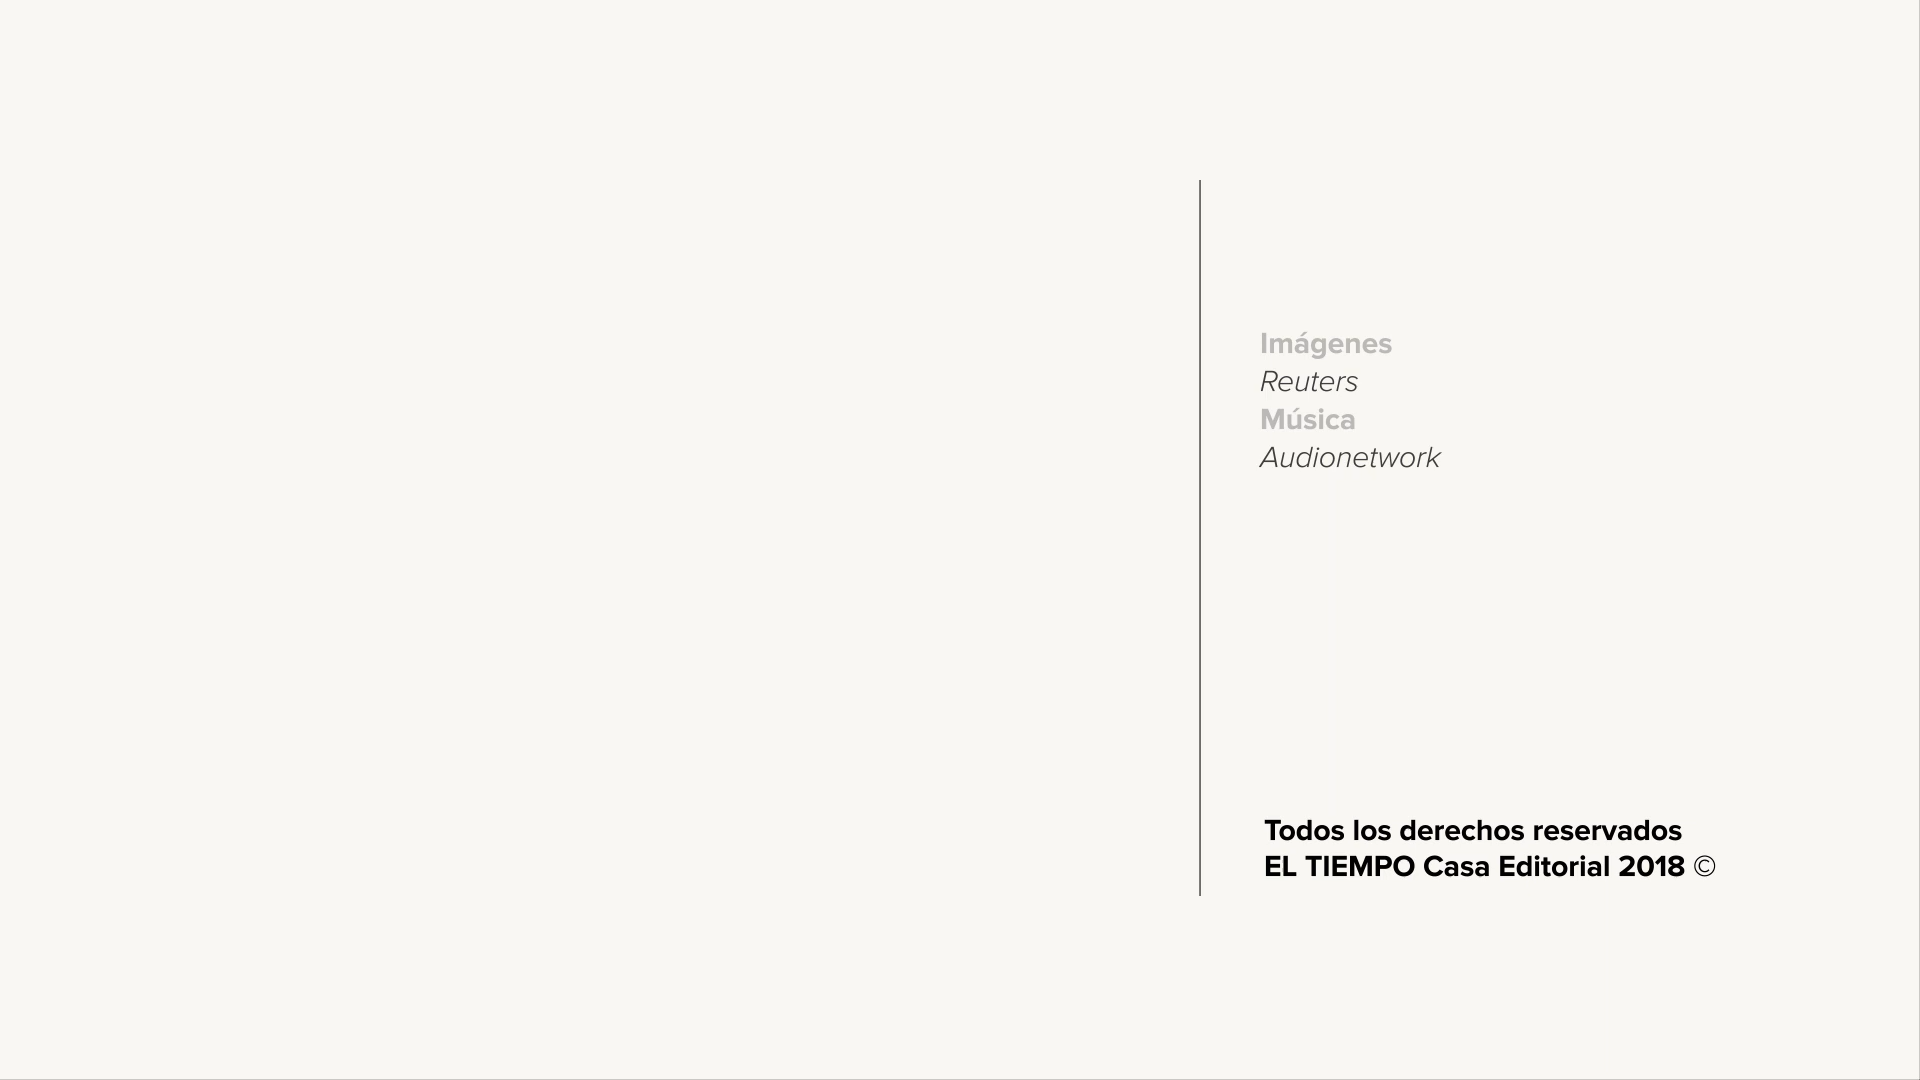 Imágenes
Reuters
Música
Audionetwork
Todos los derechos reservados
EL TIEMPO Casa Editorial 2018 ©